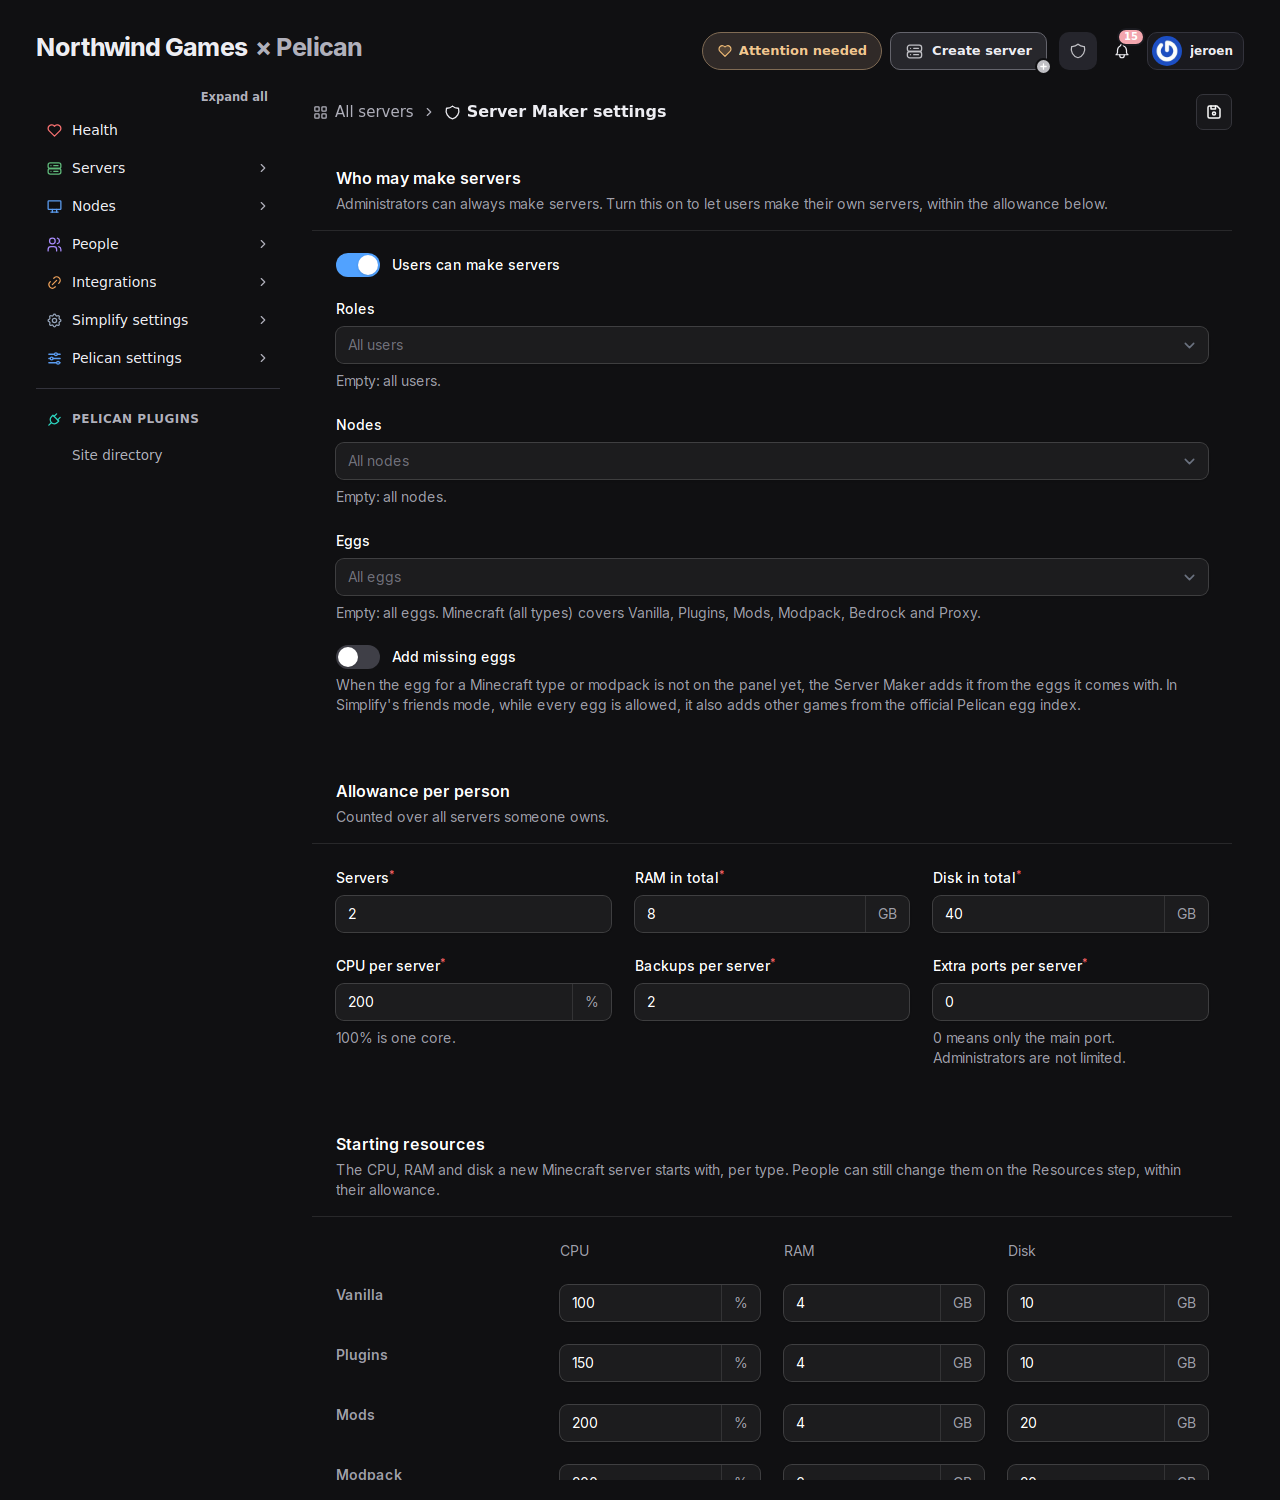 Northwind Games × Pelican
Attention needed
Create server
15
jeroen
Expand all
Health
Servers
Nodes
People
Integrations
Simplify settings
Pelican settings
PELICAN PLUGINS
Site directory
All servers > Server Maker settings
Who may make servers
Administrators can always make servers. Turn this on to let users make their own servers, within the allowance below.
Users can make servers
Roles
All users
Empty: all users.
Nodes
All nodes
Empty: all nodes.
Eggs
All eggs
Empty: all eggs. Minecraft (all types) covers Vanilla, Plugins, Mods, Modpack, Bedrock and Proxy.
Add missing eggs
When the egg for a Minecraft type or modpack is not on the panel yet, the Server Maker adds it from the eggs it comes with. In
Simplify's friends mode, while every egg is allowed, it also adds other games from the official Pelican egg index.
Allowance per person
Counted over all servers someone owns.
Servers* RAM in total* Disk in total*
2 8 GB 40 GB
CPU per server* Backups per server* Extra ports per server*
200 % 2 0
100% is one core. 0 means only the main port.
Administrators are not limited.
Starting resources
The CPU, RAM and disk a new Minecraft server starts with, per type. People can still change them on the Resources step, within
their allowance.
CPU RAM Disk
Vanilla 100 % 4 GB 10 GB
Plugins 150 % 4 GB 10 GB
Mods 200 % 4 GB 20 GB
Modpack